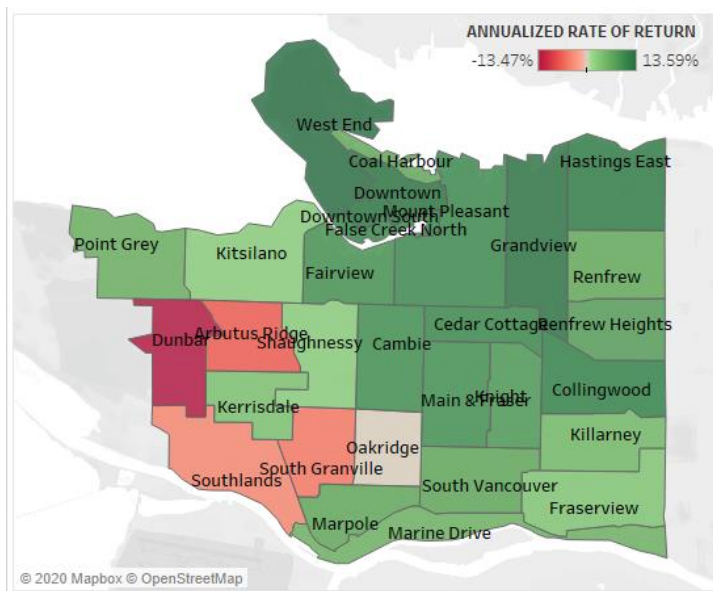 ANNUALIZED RATE OF RETURN
-13.47% 13.59%
West End
Coal Harbour
Hastings East
Downtown
Mount Pleasant
Downtown South
False Creek North
Point Grey
Kitsilano
Grandview
Fairview
Renfrew
Cedar Cottage
Renfrew Heights
Dunbar
Arbutus Ridge
Shaughnessy
Cambie
Collingwood
Main & Fraser
Knight
Kerrisdale
Killarney
Oakridge
South Granville
Southlands
South Vancouver
Fraserview
Marpole
Marine Drive
© 2020 Mapbox © OpenStreetMap